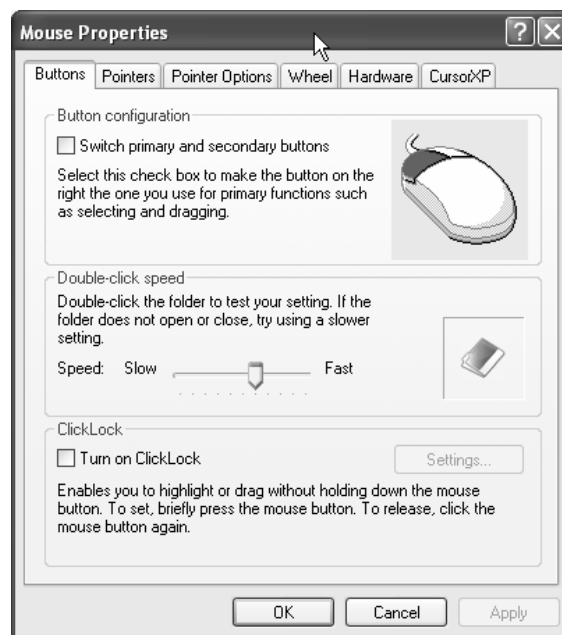 Mouse Properties
Buttons Pointers Pointer Options Wheel Hardware CursorXP
Button configuration
Switch primary and secondary buttons
Select this check box to make the button on the
right the one you use for primary functions such
as selecting and dragging.
Double-click speed
Double-click the folder to test your setting. If the
folder does not open or close, try using a slower
setting.
Speed: Slow Fast
ClickLock
Turn on ClickLock Settings...
Enables you to highlight or drag without holding down the mouse
button. To set, briefly press the mouse button. To release, click the
mouse button again.
OK Cancel Apply